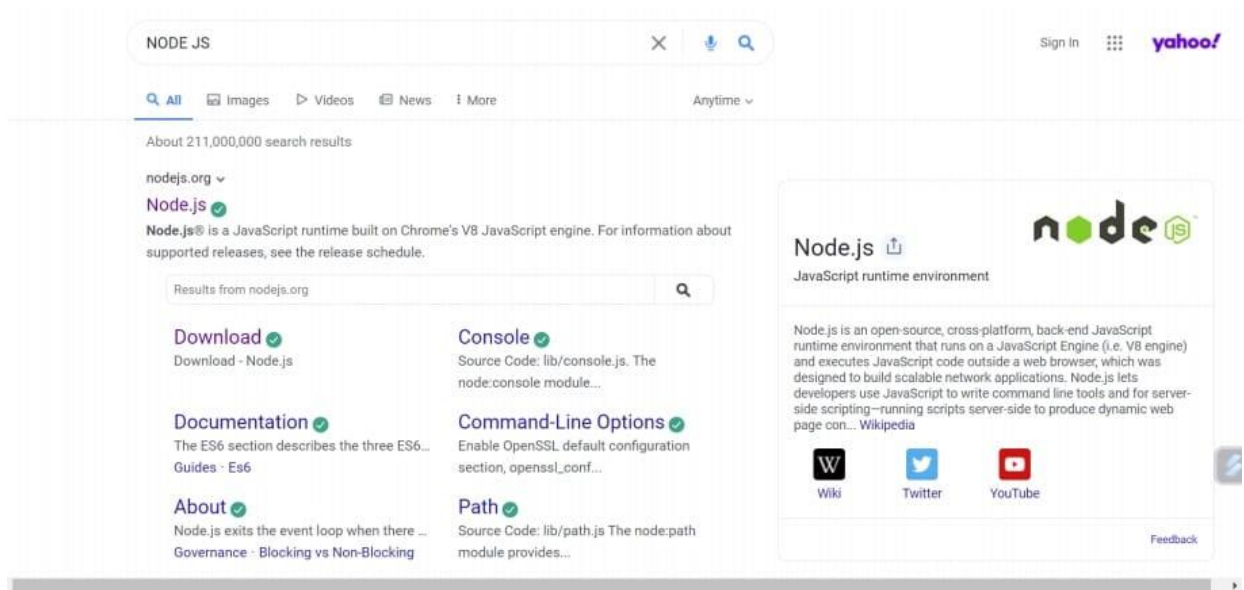 NODE JS
Sign In
yahoo!
All
Images
Videos
News
More
Anytime
About 211,000,000 search results
nodejs.org
Node.js
Node.js® is a JavaScript runtime built on Chrome's V8 JavaScript engine. For information about
supported releases, see the release schedule.
Results from nodejs.org
Download
Download - Node.js
Console
Source Code: lib/console.js. The
node:console module...
Documentation
The ES6 section describes the three ES6...
Guides · Es6
Command-Line Options
Enable OpenSSL default configuration
section, openssl_conf...
About
Node.js exits the event loop when there ...
Governance · Blocking vs Non-Blocking
Path
Source Code: lib/path.js The node:path
module provides...
node JS
Node.js
JavaScript runtime environment
Node.js is an open-source, cross-platform, back-end JavaScript
runtime environment that runs on a JavaScript Engine (i.e. V8 engine)
and executes JavaScript code outside a web browser, which was
designed to build scalable network applications. Node.js lets
developers use JavaScript to write command line tools and for server-
side scripting—running scripts server-side to produce dynamic web
page con... Wikipedia
W
Wiki
Twitter
YouTube
Feedback